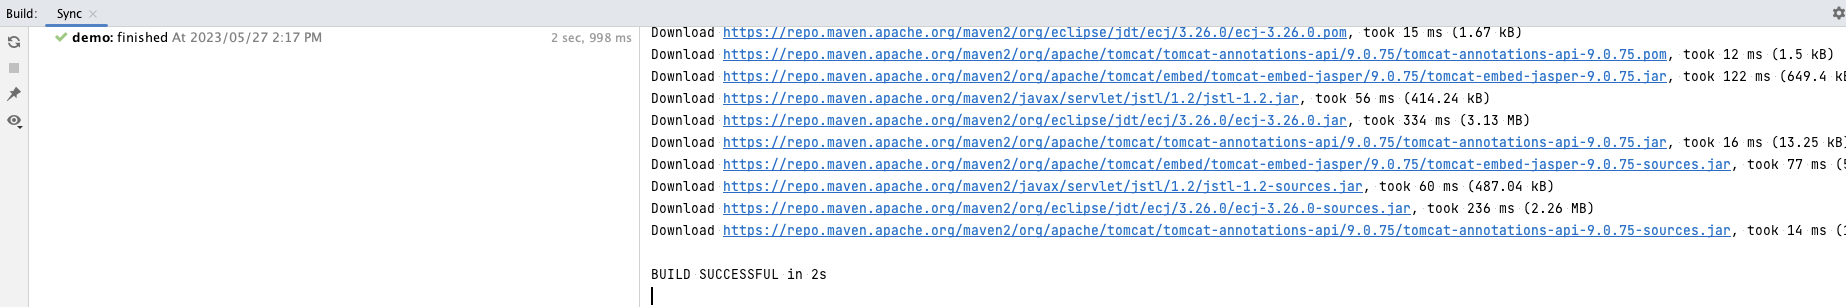 Build: Sync
demo: finished At 2023/05/27 2:17 PM 2 sec, 998 ms
Download https://repo.maven.apache.org/maven2/org/eclipse/jdt/ecj/3.26.0/ecj-3.26.0.pom, took 15 ms (1.67 kB)
Download https://repo.maven.apache.org/maven2/org/apache/tomcat/tomcat-annotations-api/9.0.75/tomcat-annotations-api-9.0.75.pom, took 12 ms (1.5 kB)
Download https://repo.maven.apache.org/maven2/org/apache/tomcat/embed/tomcat-embed-jasper/9.0.75/tomcat-embed-jasper-9.0.75.jar, took 122 ms (649.4 kB
Download https://repo.maven.apache.org/maven2/javax/servlet/jstl/1.2/jstl-1.2.jar, took 56 ms (414.24 kB)
Download https://repo.maven.apache.org/maven2/org/eclipse/jdt/ecj/3.26.0/ecj-3.26.0.jar, took 334 ms (3.13 MB)
Download https://repo.maven.apache.org/maven2/org/apache/tomcat/tomcat-annotations-api/9.0.75/tomcat-annotations-api-9.0.75.jar, took 16 ms (13.25 kB)
Download https://repo.maven.apache.org/maven2/org/apache/tomcat/embed/tomcat-embed-jasper/9.0.75/tomcat-embed-jasper-9.0.75-sources.jar, took 77 ms
Download https://repo.maven.apache.org/maven2/javax/servlet/jstl/1.2/jstl-1.2-sources.jar, took 60 ms (487.04 kB)
Download https://repo.maven.apache.org/maven2/org/eclipse/jdt/ecj/3.26.0/ecj-3.26.0-sources.jar, took 236 ms (2.26 MB)
Download https://repo.maven.apache.org/maven2/org/apache/tomcat/tomcat-annotations-api/9.0.75/tomcat-annotations-api-9.0.75-sources.jar, took 14 ms
BUILD SUCCESSFUL in 2s